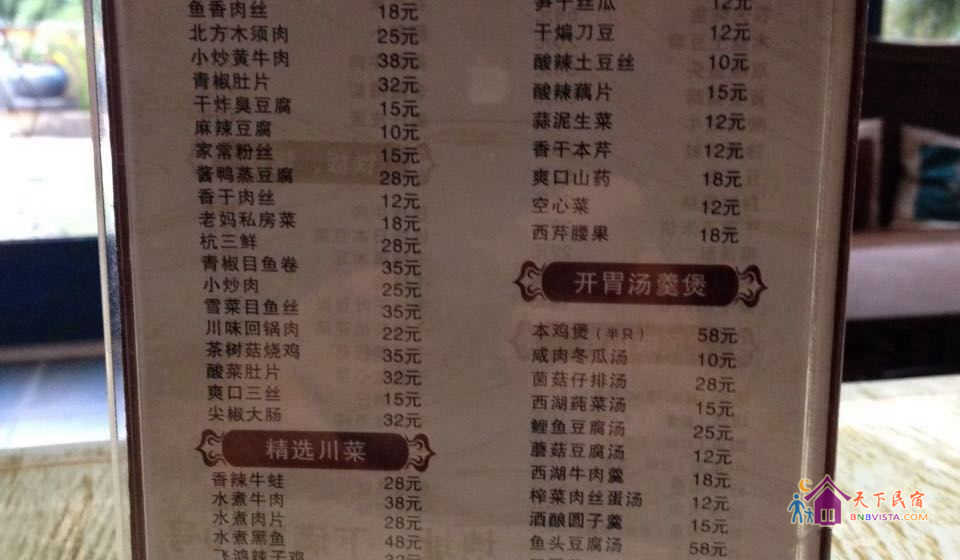 鱼香肉丝 18元
北方木须肉 25元
小炒黄牛肉 38元
青椒肚片 32元
干炸臭豆腐 15元
麻辣豆腐 10元
家常粉丝 15元
酱鸭蒸豆腐 28元
香干肉丝 12元
老妈私房菜 18元
杭三鲜 28元
青椒目鱼卷 35元
小炒肉 25元
雪菜目鱼丝 35元
川味回锅肉 22元
茶树菇烧鸡 35元
酸菜肚片 32元
爽口三丝 15元
尖椒大肠 32元
精选川菜
香辣牛蛙 28元
水煮牛肉 38元
水煮肉片 28元
水煮黑鱼 48元
飞鸿辣子鸡
笋干丝瓜 12元
干煸刀豆 12元
酸辣土豆丝 10元
酸辣藕片 15元
蒜泥生菜 12元
香干本芹 12元
爽口山药 18元
空心菜 12元
西芹腰果 18元
开胃汤羹煲
本鸡煲(半只) 58元
咸肉冬瓜汤 10元
菌菇仔排汤 28元
西湖莼菜汤 15元
鲤鱼豆腐汤 25元
蘑菇豆腐汤 12元
西湖牛肉羹 18元
榨菜肉丝蛋汤 12元
酒酿圆子羹 15元
鱼头豆腐汤 58元
天下民宿
BNBVISTA.COM